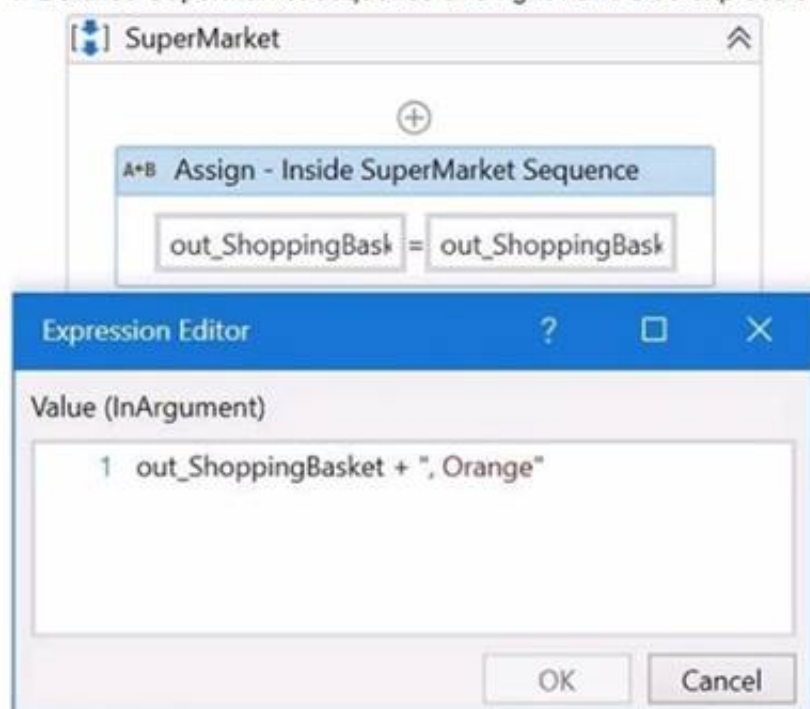 SuperMarket
A+B Assign - Inside SuperMarket Sequence
out_ShoppingBask = out_ShoppingBask
Expression Editor ? X
Value (InArgument)
1 out_ShoppingBasket + ", Orange"
OK Cancel